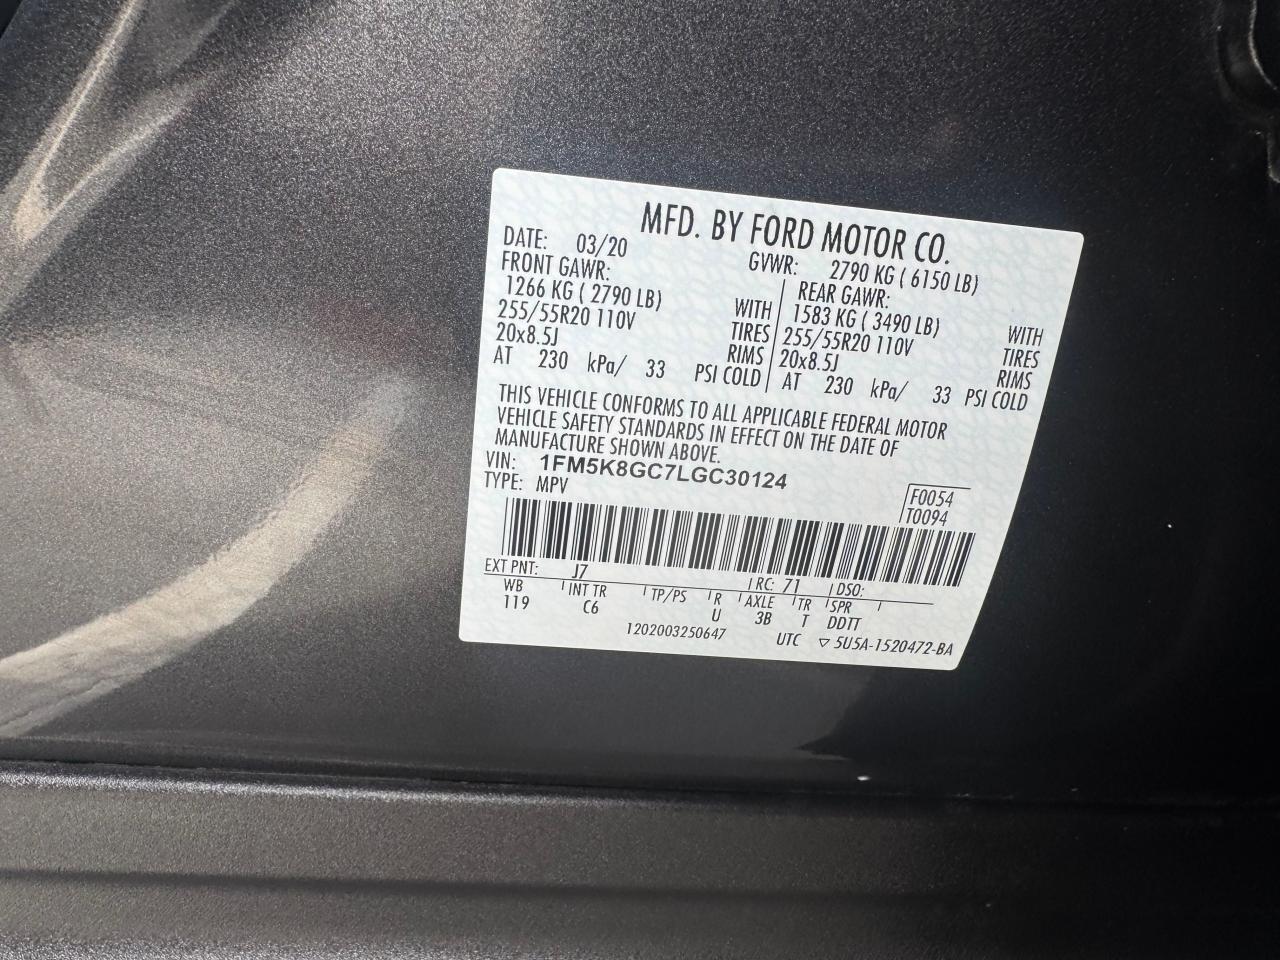 MFD. BY FORD MOTOR CO.
DATE: 03/20 GVWR: 2790 KG ( 6150 LB)
FRONT GAWR: REAR GAWR:
1266 KG ( 2790 LB) WITH 1583 KG ( 3490 LB) WITH
255/55R20 110V TIRES 255/55R20 110V TIRES
20x8.5J RIMS 20x8.5J RIMS
AT 230 kPa/ 33 PSI COLD AT 230 kPa/ 33 PSI COLD
THIS VEHICLE CONFORMS TO ALL APPLICABLE FEDERAL MOTOR
VEHICLE SAFETY STANDARDS IN EFFECT ON THE DATE OF
MANUFACTURE SHOWN ABOVE.
VIN: 1FM5K8GC7LGC30124
TYPE: MPV F0054
T0094
EXT PNT: J7 RC: 71 DSO:
WB INT TR TP/PS R AXLE TR SPR
119 C6 U 3B T DDTT
1202003250647 UTC ▽ 5U5A-1520472-BA